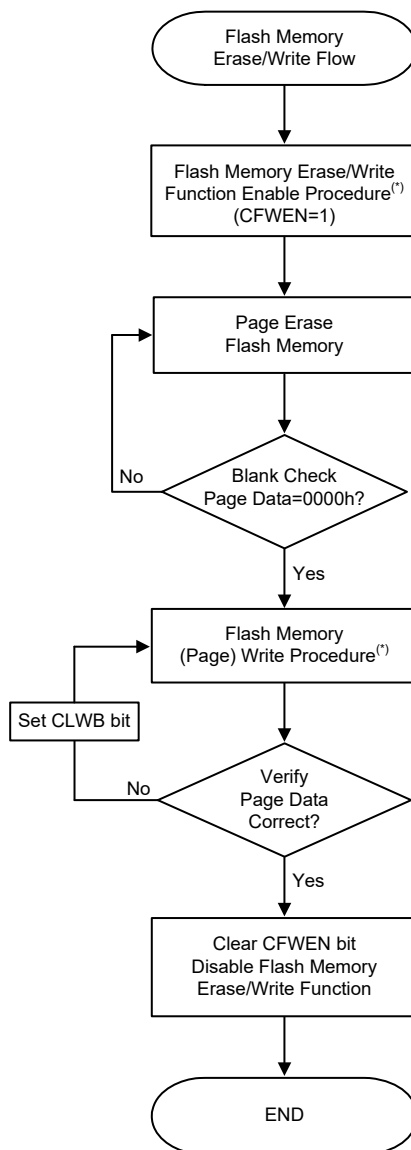 Flash Memory
Erase/Write Flow
Flash Memory Erase/Write
Function Enable Procedure(*)
(CFWEN=1)
Page Erase
Flash Memory
No
Blank Check
Page Data=0000h?
Yes
Flash Memory
(Page) Write Procedure(*)
Set CLWB bit
No
Verify
Page Data
Correct?
Yes
Clear CFWEN bit
Disable Flash Memory
Erase/Write Function
END